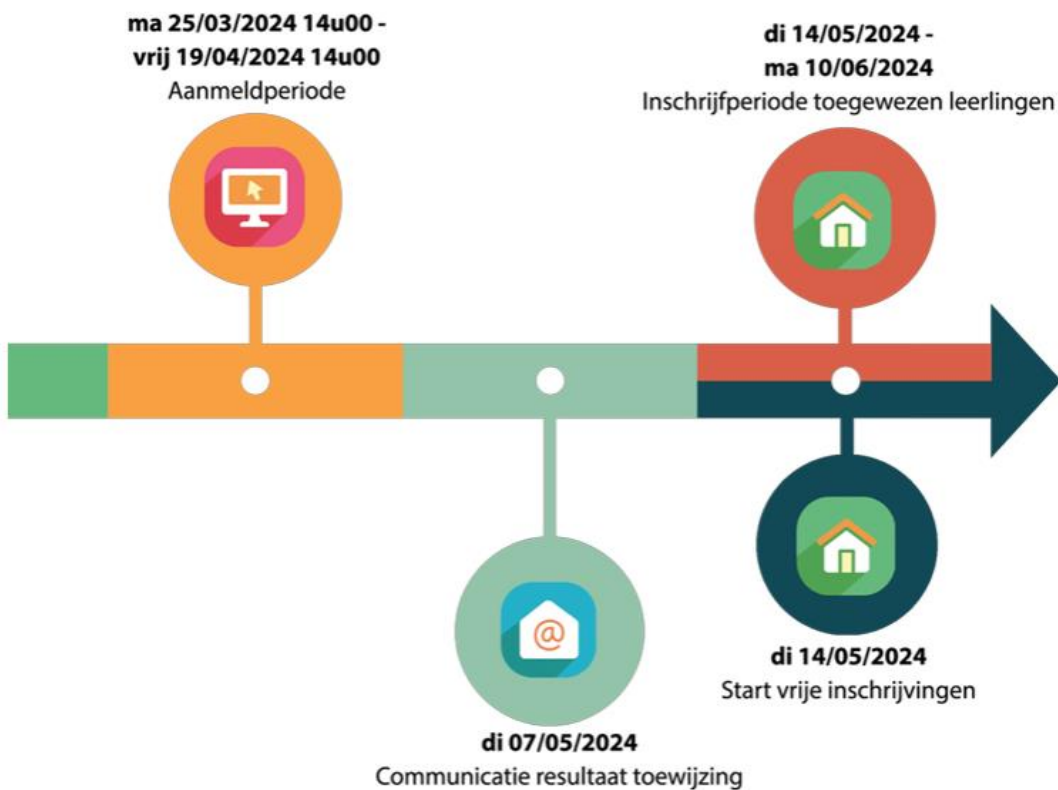 ma 25/03/2024 14u00 -
vrij 19/04/2024 14u00
Aanmeldperiode
di 14/05/2024 -
ma 10/06/2024
Inschrijfperiode toegewezen leerlingen
@
di 14/05/2024
Start vrije inschrijvingen
di 07/05/2024
Communicatie resultaat toewijzing